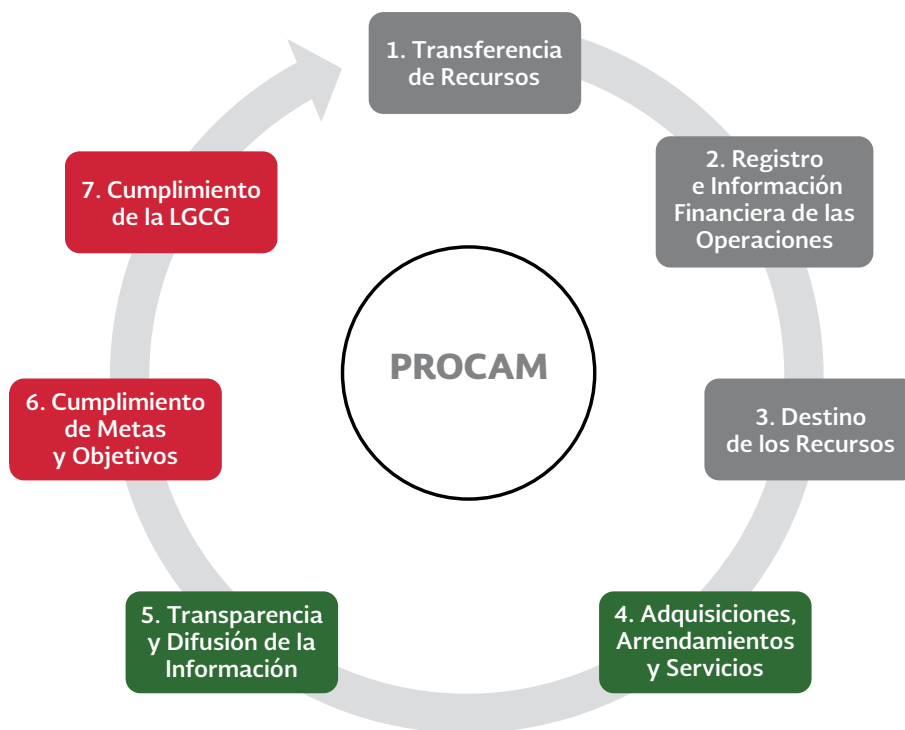 1. Transferencia
de Recursos
2. Registro
e Información
Financiera de las
Operaciones
3. Destino
de los Recursos
4. Adquisiciones,
Arrendamientos
y Servicios
5. Transparencia
y Difusión de la
Información
6. Cumplimiento
de Metas
y Objetivos
7. Cumplimiento
de la LGCG
PROCAM